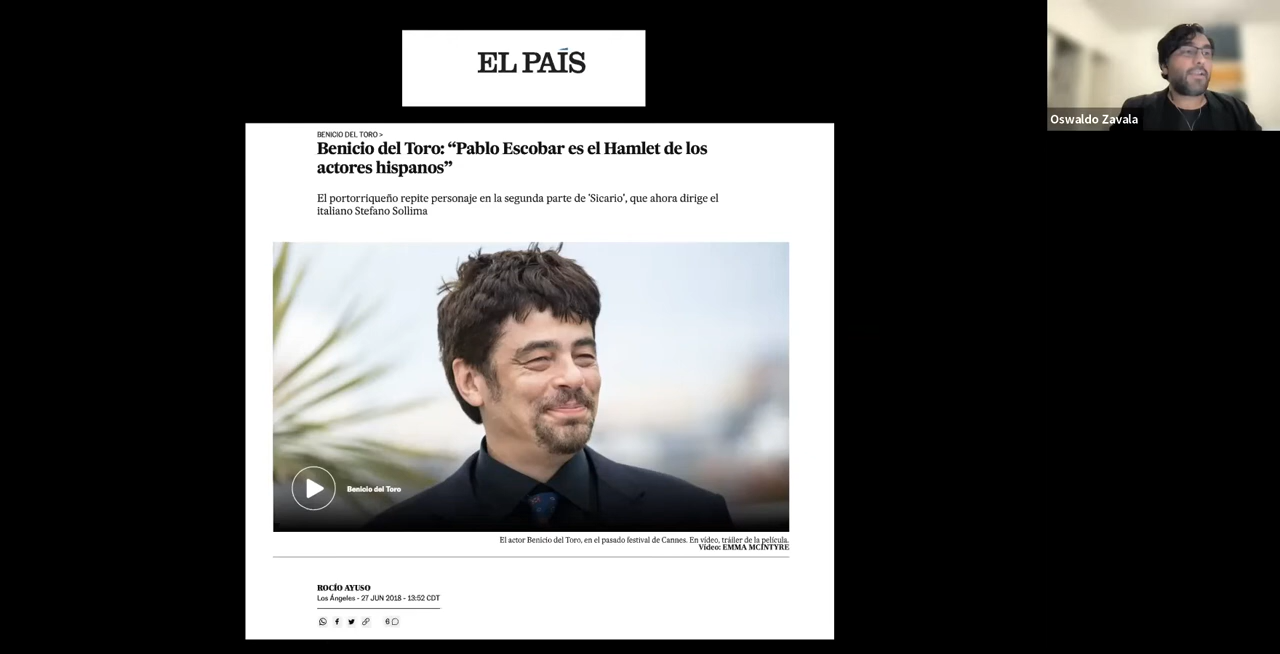 EL PAÍS
Oswaldo Zavala
BENICIO DEL TORO >
Benicio del Toro: “Pablo Escobar es el Hamlet de los
actores hispanos”
El portorriqueño repite personaje en la segunda parte de ‘Sicario’, que ahora dirige el
italiano Stefano Sollima
Benicio del Toro
El actor Benicio del Toro, en el pasado festival de Cannes. En vídeo, tráiler de la película.
Vídeo: EMMA MCINTYRE
ROCÍO AYUSO
Los Ángeles - 27 JUN 2018 - 13:52 CDT
6